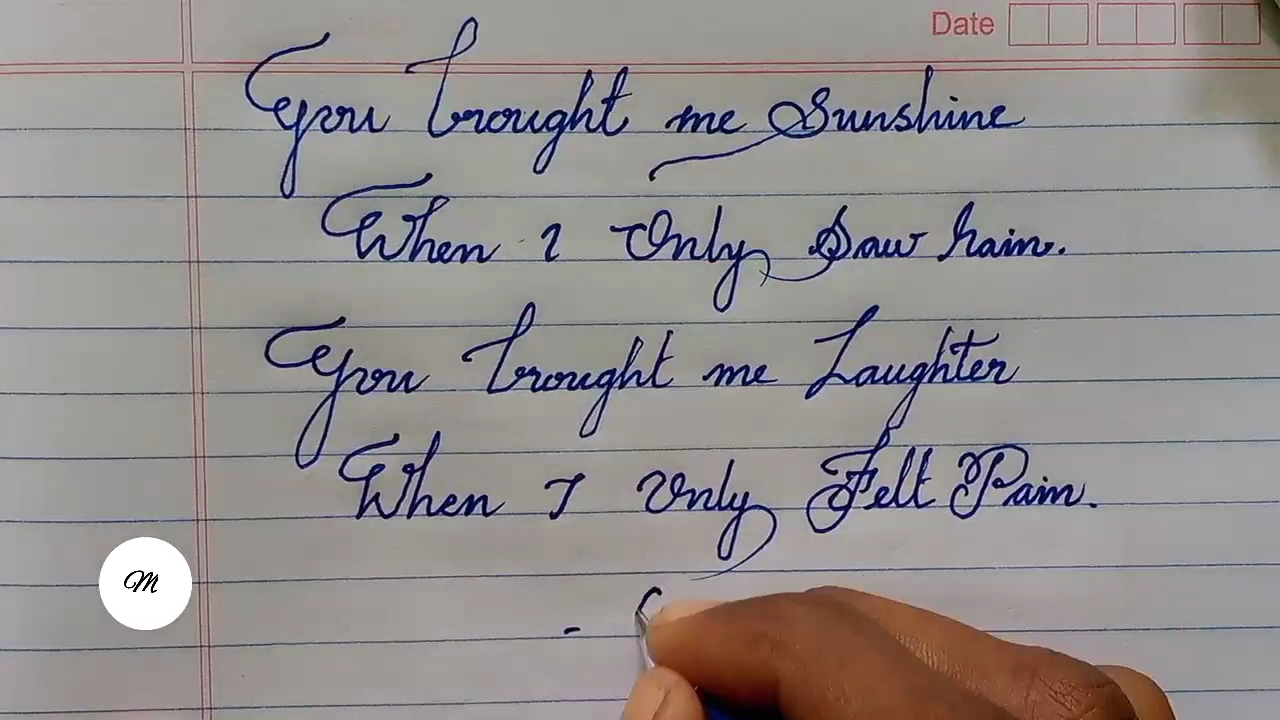 Date
You brought me Sunshine
When I Only Saw Rain.
You brought me Laughter
When I Only Felt Pain.
-
M